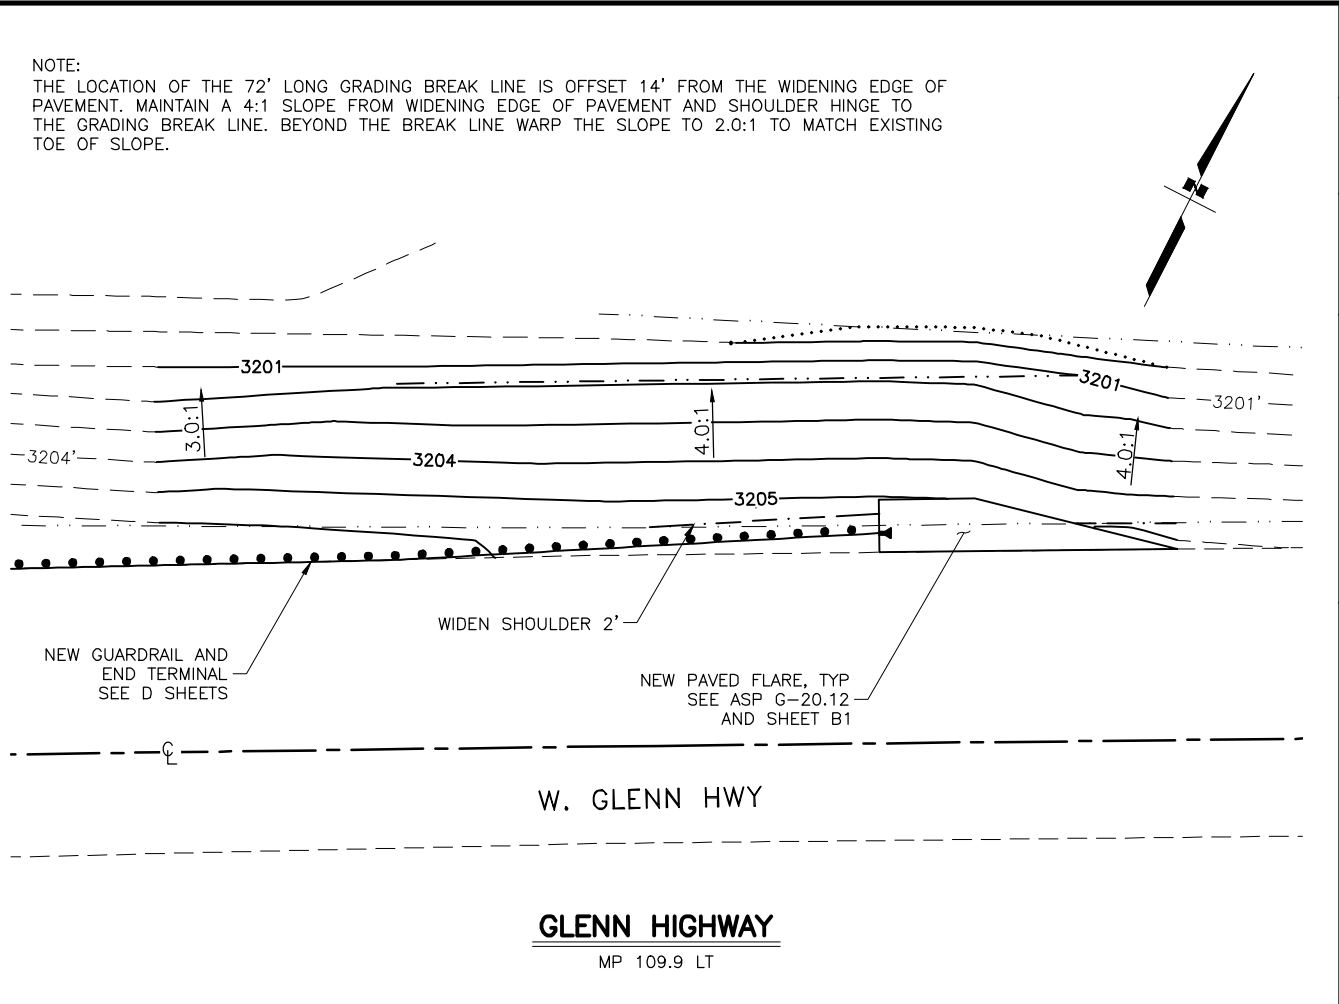 NOTE:
THE LOCATION OF THE 72' LONG GRADING BREAK LINE IS OFFSET 14' FROM THE WIDENING EDGE OF
PAVEMENT. MAINTAIN A 4:1 SLOPE FROM WIDENING EDGE OF PAVEMENT AND SHOULDER HINGE TO
THE GRADING BREAK LINE. BEYOND THE BREAK LINE WARP THE SLOPE TO 2.0:1 TO MATCH EXISTING
TOE OF SLOPE.
N
3201
3201
3201'
3.0:1
4.0:1
4.0:1
3204'
3204
3205
WIDEN SHOULDER 2'
NEW GUARDRAIL AND
END TERMINAL
SEE D SHEETS
NEW PAVED FLARE, TYP
SEE ASP G-20.12
AND SHEET B1
CL
W. GLENN HWY
GLENN HIGHWAY
MP 109.9 LT